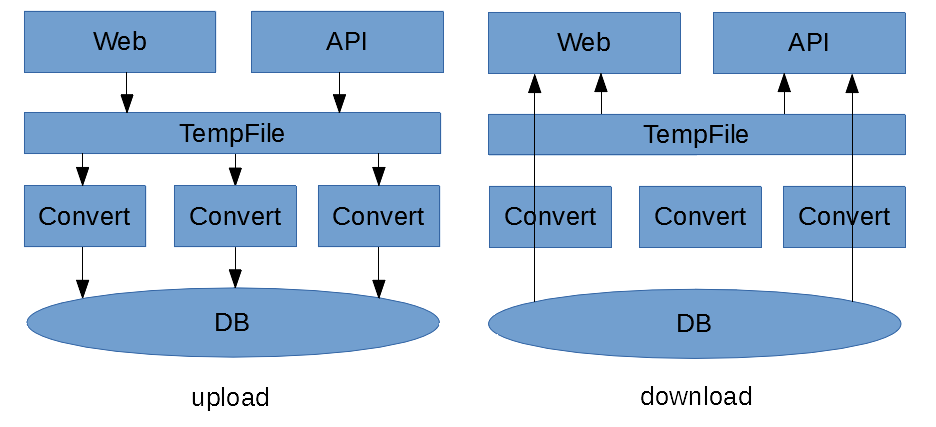 Web
API
TempFile
Convert
Convert
Convert
DB
upload
Web
API
TempFile
Convert
Convert
Convert
DB
download